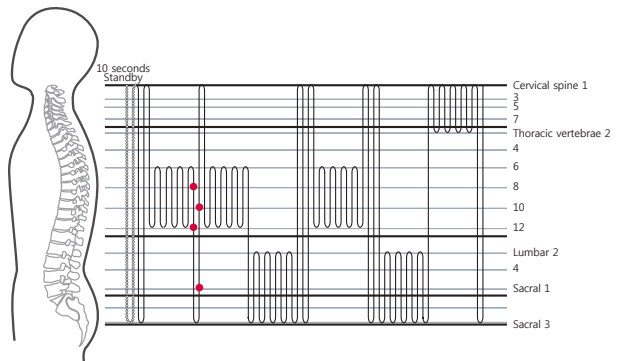 10 seconds
Standby
Cervical spine 1
3
5
7
Thoracic vertebrae 2
4
6
8
10
12
Lumbar 2
4
Sacral 1
Sacral 3